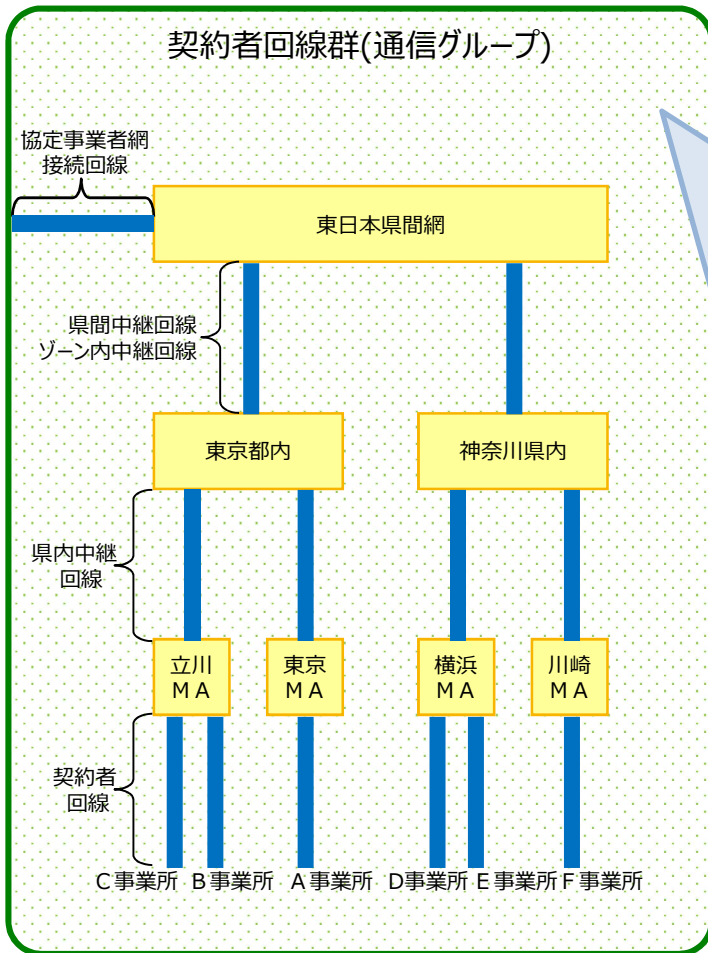 契約者回線群(通信グループ)
協定事業者網
接続回線
東日本県間網
県間中継回線
ゾーン内中継回線
東京都内
神奈川県内
県内中継
回線
立川
ＭＡ
東京
ＭＡ
横浜
ＭＡ
川崎
ＭＡ
契約者
回線
Ｃ事業所 Ｂ事業所 Ａ事業所 D事業所 Ｅ事業所 Ｆ事業所